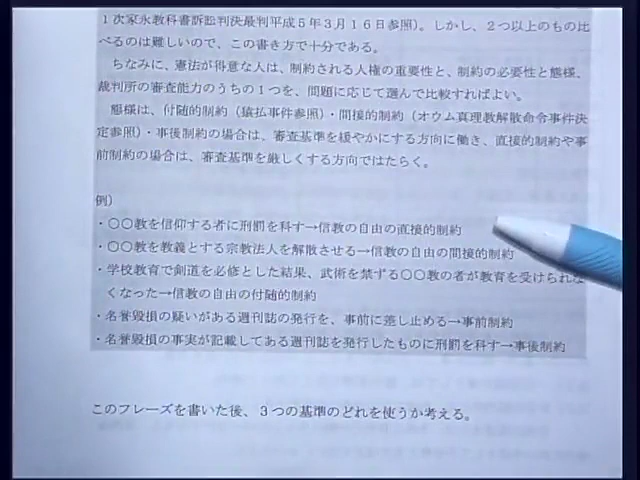 1次家永教科書訴訟判決最判平成5年3月16日参照)。しかし、2つ以上のもの比
べるのは難しいので、この書き方で十分である。
ちなみに、憲法が得意な人は、制約される人権の重要性と、制約の必要性と態様、
裁判所の審査能力のうちの1つを、問題に応じて選んで比較すればよい。
態様は、付随的制約(猿払事件参照)・間接的制約(オウム真理教解散命令事件決
定参照)・事後制約の場合は、審査基準を緩やかにする方向に働き、直接的制約や事
前制約の場合は、審査基準を厳しくする方向ではたらく。
例)
・〇〇教を信仰する者に刑罰を科す→信教の自由の直接的制約
・〇〇教を教義とする宗教法人を解散させる→信教の自由の間接的制約
・学校教育で剣道を必修とした結果、武術を禁ずる〇〇教の者が教育を受けられな
くなった→信教の自由の付随的制約
・名誉毀損の疑いがある週刊誌の発行を、事前に差し止める→事前制約
・名誉毀損の事実が記載してある週刊誌を発行したものに刑罰を科す→事後制約
このフレーズを書いた後、3つの基準のどれを使うか考える。